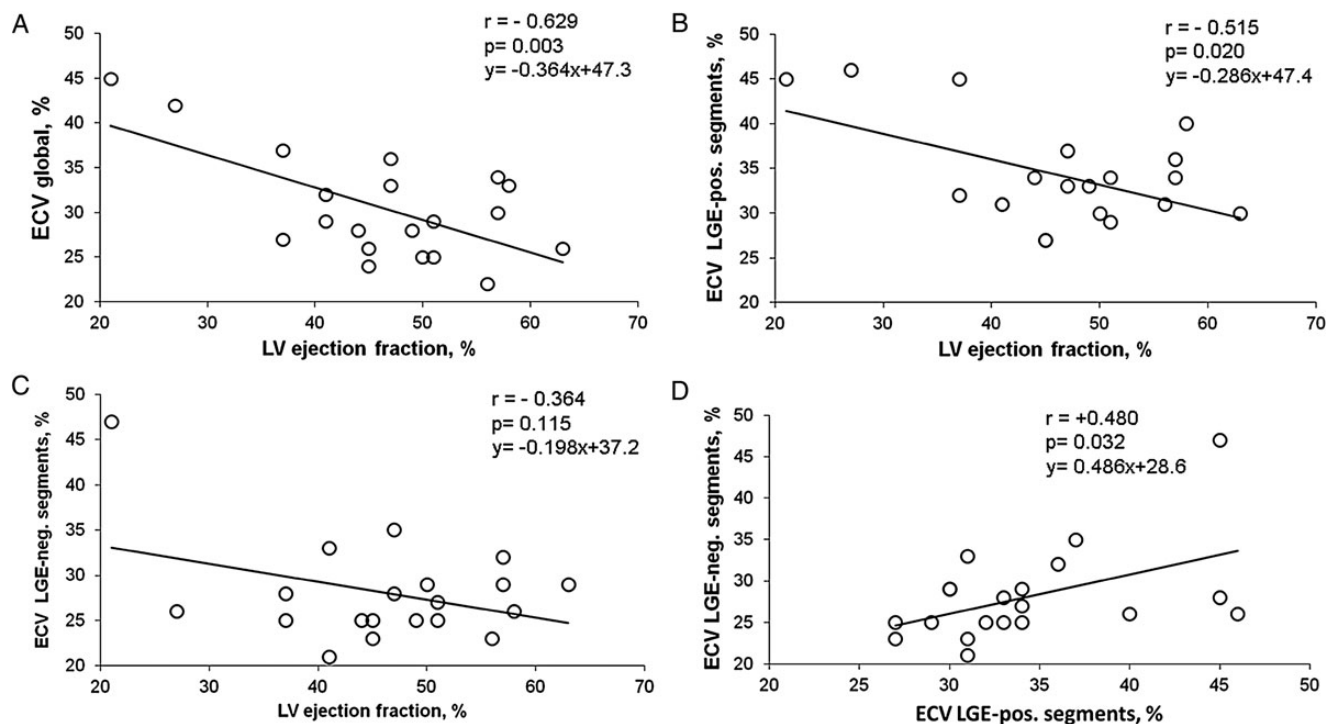 A
r = - 0.629
p= 0.003
y= -0.364x+47.3
ECV global, %
50
45
40
35
30
25
20
20 30 40 50 60 70
LV ejection fraction, %
B
r = - 0.515
p= 0.020
y= -0.286x+47.4
ECV LGE-pos. segments, %
50
45
40
35
30
25
20
20 30 40 50 60 70
LV ejection fraction, %
C
r = - 0.364
p= 0.115
y= -0.198x+37.2
ECV LGE-neg. segments, %
50
45
40
35
30
25
20
20 30 40 50 60 70
LV ejection fraction, %
D
r = +0.480
p= 0.032
y= 0.486x+28.6
ECV LGE-neg. segments, %
50
45
40
35
30
25
20
20 25 30 35 40 45 50
ECV LGE-pos. segments, %